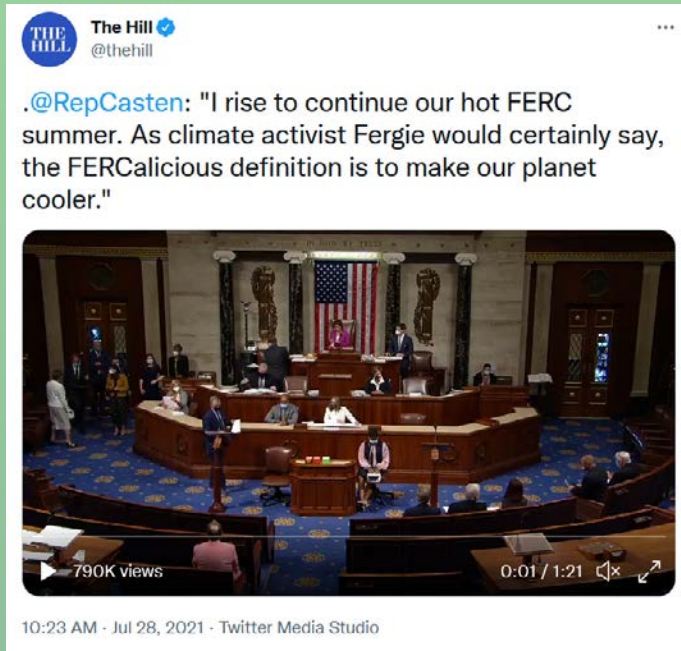 THE HILL
The Hill
@thehill
.@RepCasten: "I rise to continue our hot FERC
summer. As climate activist Fergie would certainly say,
the FERCalicious definition is to make our planet
cooler."
790K views
0:01 / 1:21
10:23 AM · Jul 28, 2021 · Twitter Media Studio